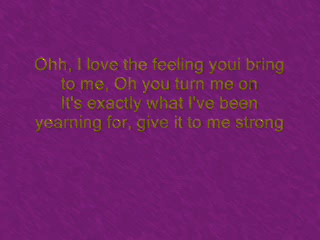 Ohh, I love the feeling youi bring
to me, Oh you turn me on
It's exactly what I've been
yearning for, give it to me strong